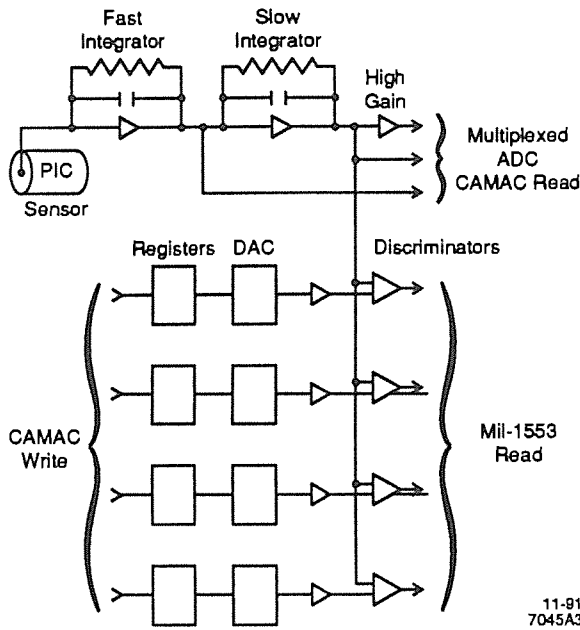 Fast
Integrator
Slow
Integrator
High
Gain
Multiplexed
ADC
CAMAC Read
PIC
Sensor
Registers
DAC
Discriminators
CAMAC
Write
Mil-1553
Read
11-91
7045A3